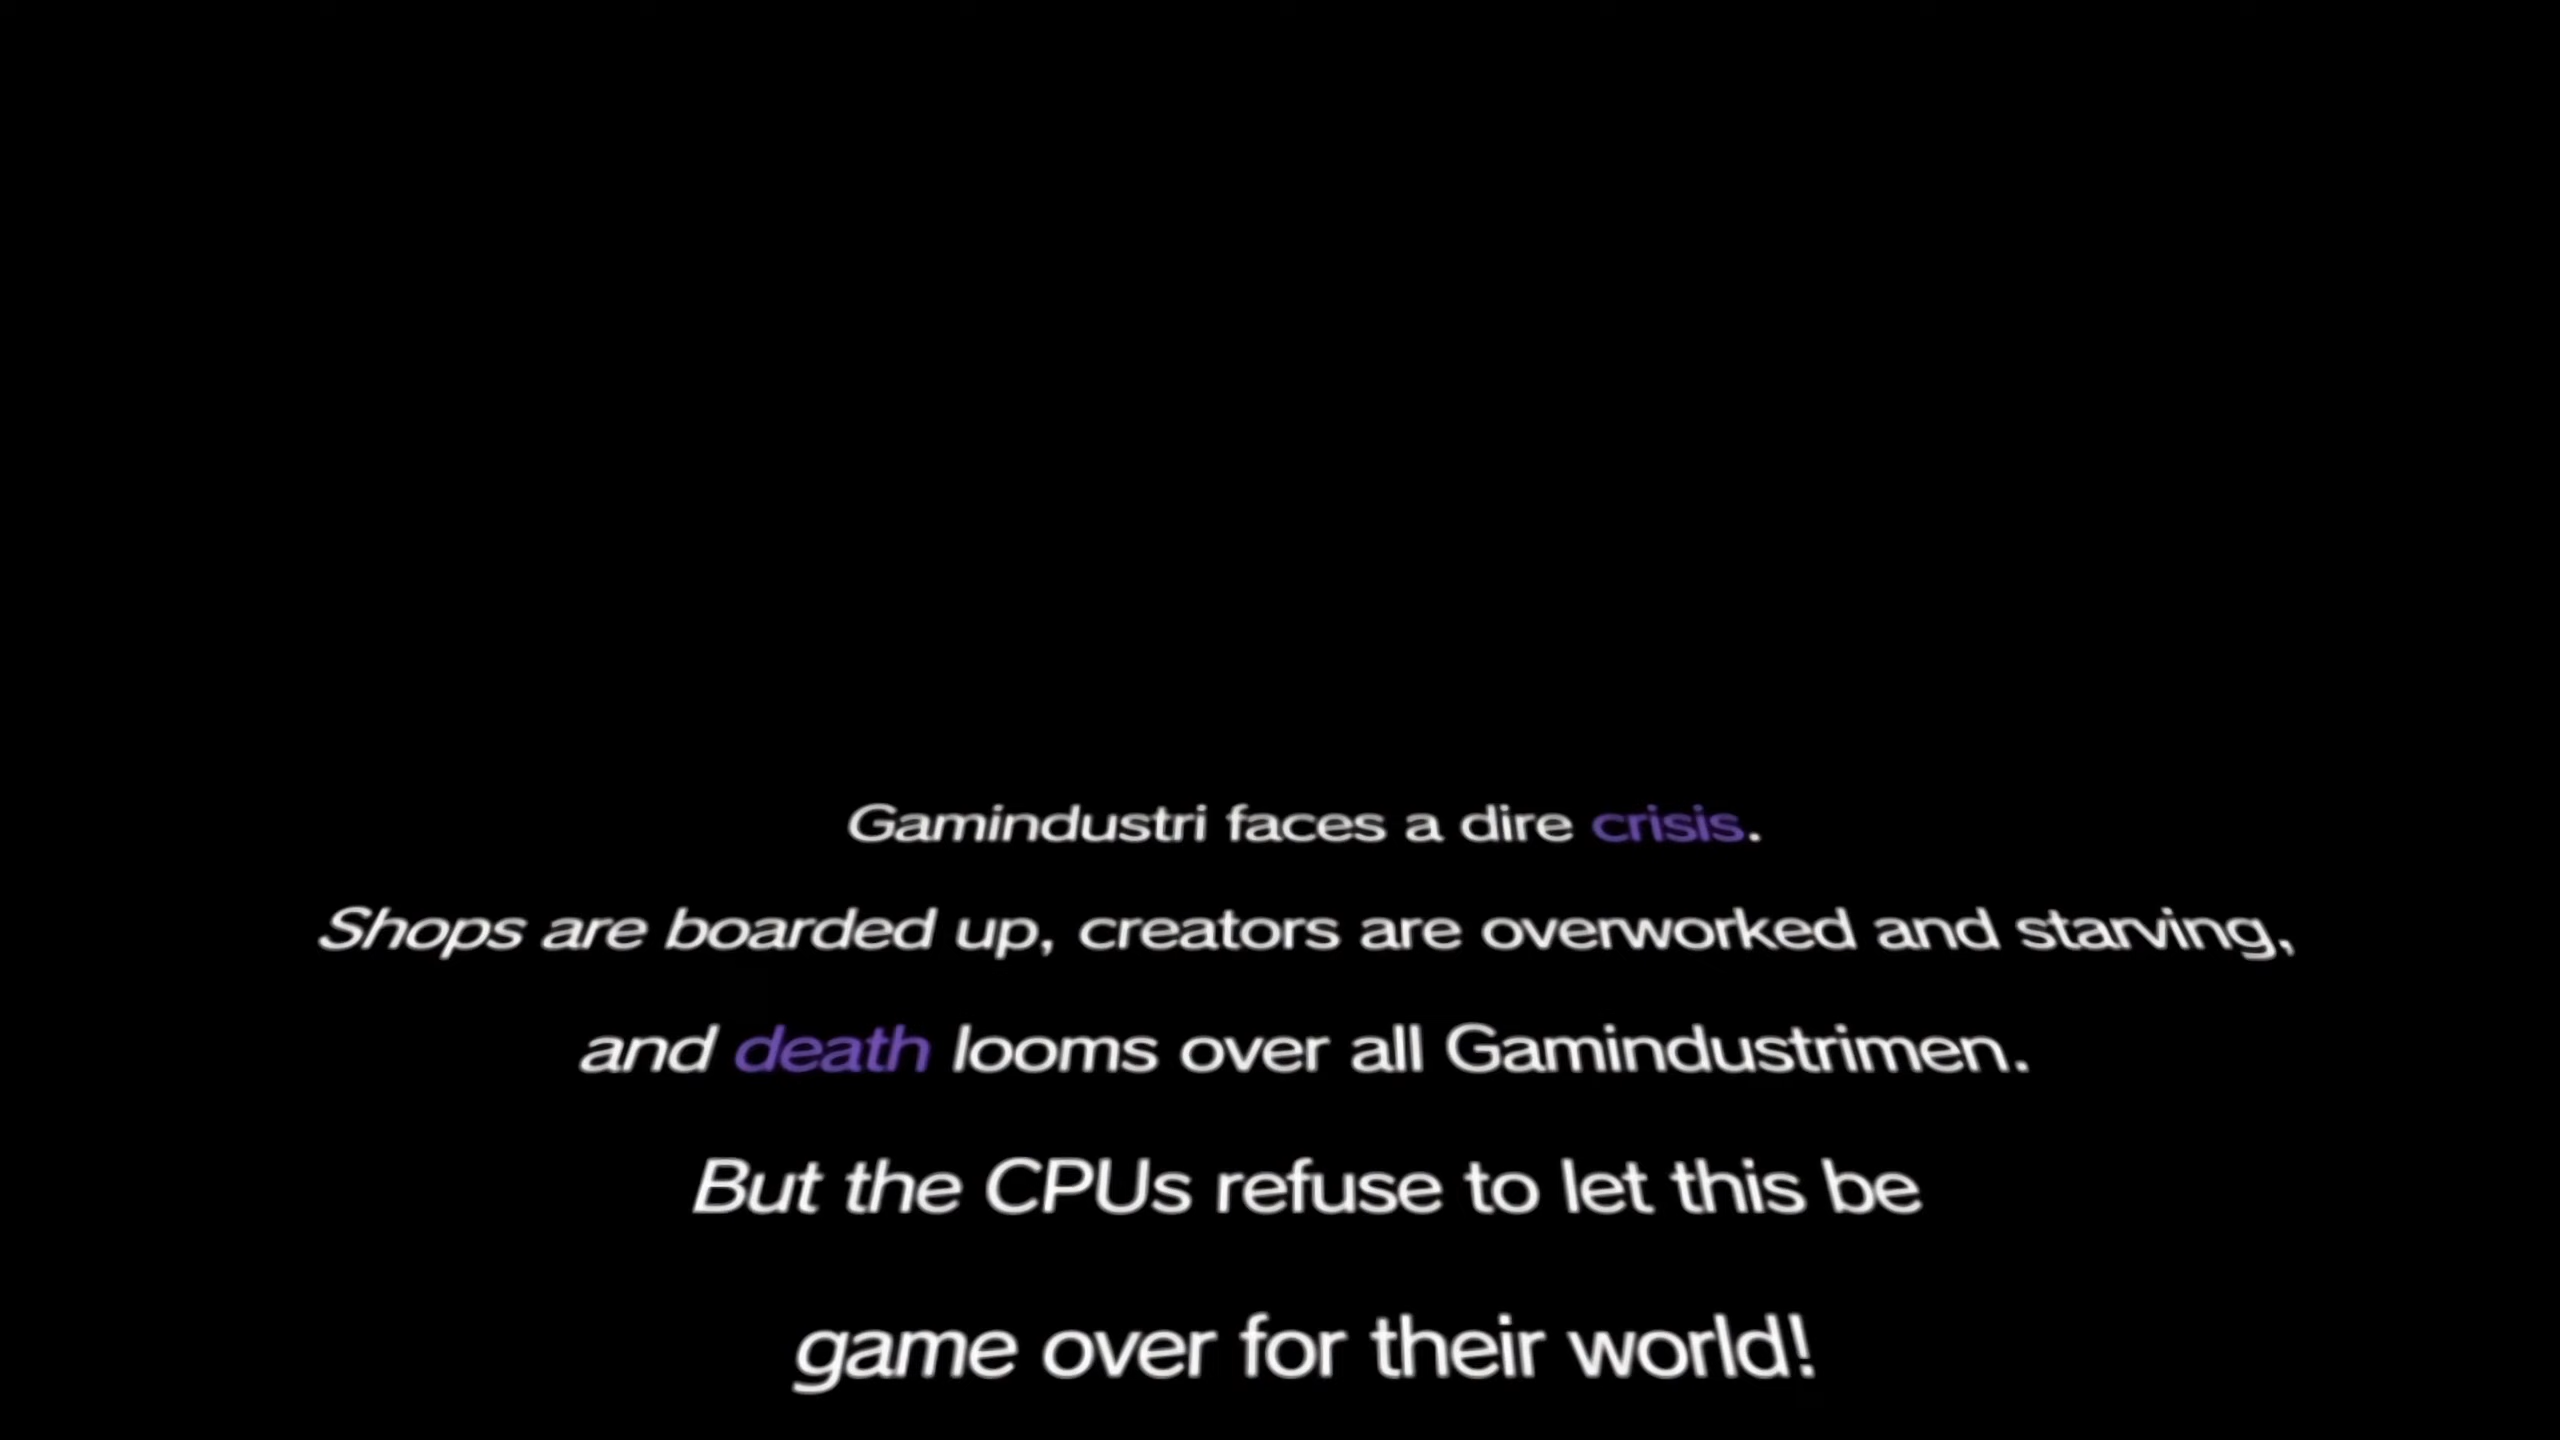 Gamindustri faces a dire crisis.
Shops are boarded up, creators are overworked and starving,
and death looms over all Gamindustrimen.
But the CPUs refuse to let this be
game over for their world!